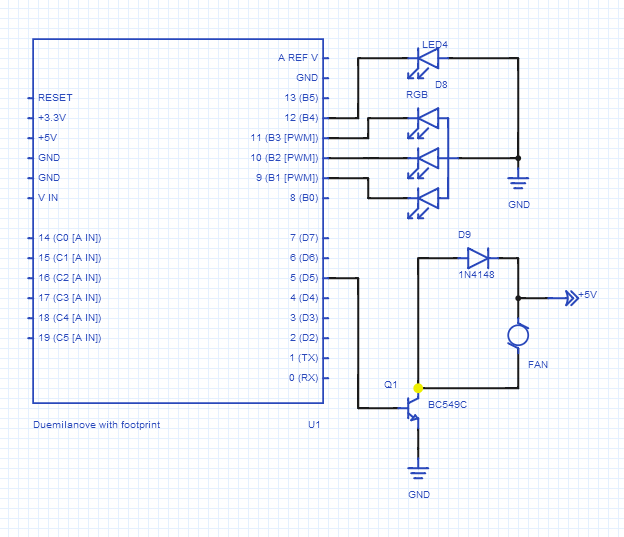 LED4
A REF V
GND
D8
RGB
RESET
13 (B5)
+3.3V
12 (B4)
+5V
11 (B3 [PWM])
GND
10 (B2 [PWM])
GND
9 (B1 [PWM])
V IN
8 (B0)
GND
14 (C0 [A IN])
7 (D7)
D9
15 (C1 [A IN])
6 (D6)
16 (C2 [A IN])
5 (D5)
1N4148
17 (C3 [A IN])
4 (D4)
+5V
18 (C4 [A IN])
3 (D3)
19 (C5 [A IN])
2 (D2)
1 (TX)
FAN
0 (RX)
Q1
BC549C
Duemilanove with footprint
U1
GND